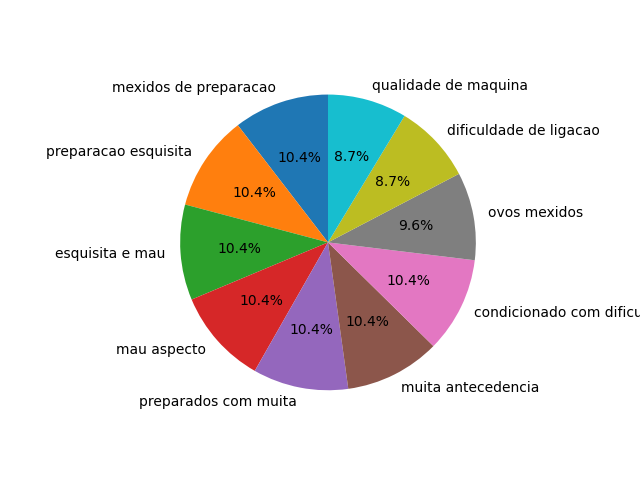 qualidade de maquina
mexidos de preparacao
dificuldade de ligacao
preparacao esquisita
ovos mexidos
esquisita e mau
condicionado com
mau aspecto
muita antecedencia
preparados com muita
8.7%
10.4%
8.7%
10.4%
9.6%
10.4%
10.4%
10.4%
10.4%
10.4%